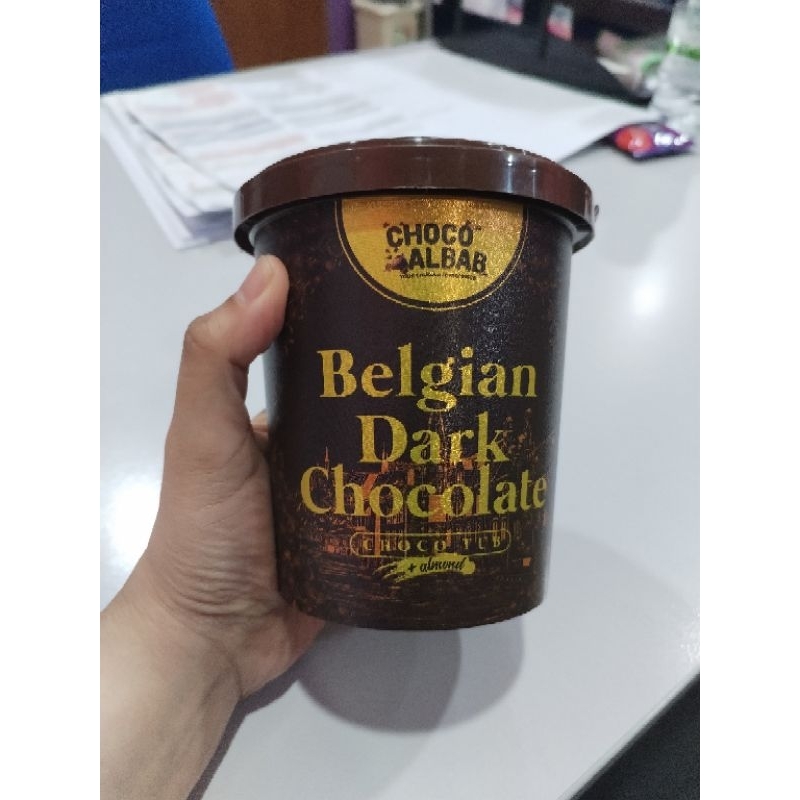 CHOCO
ALBAB
Belgian
Dark
Chocolate
CHOCO TUB
+ almond